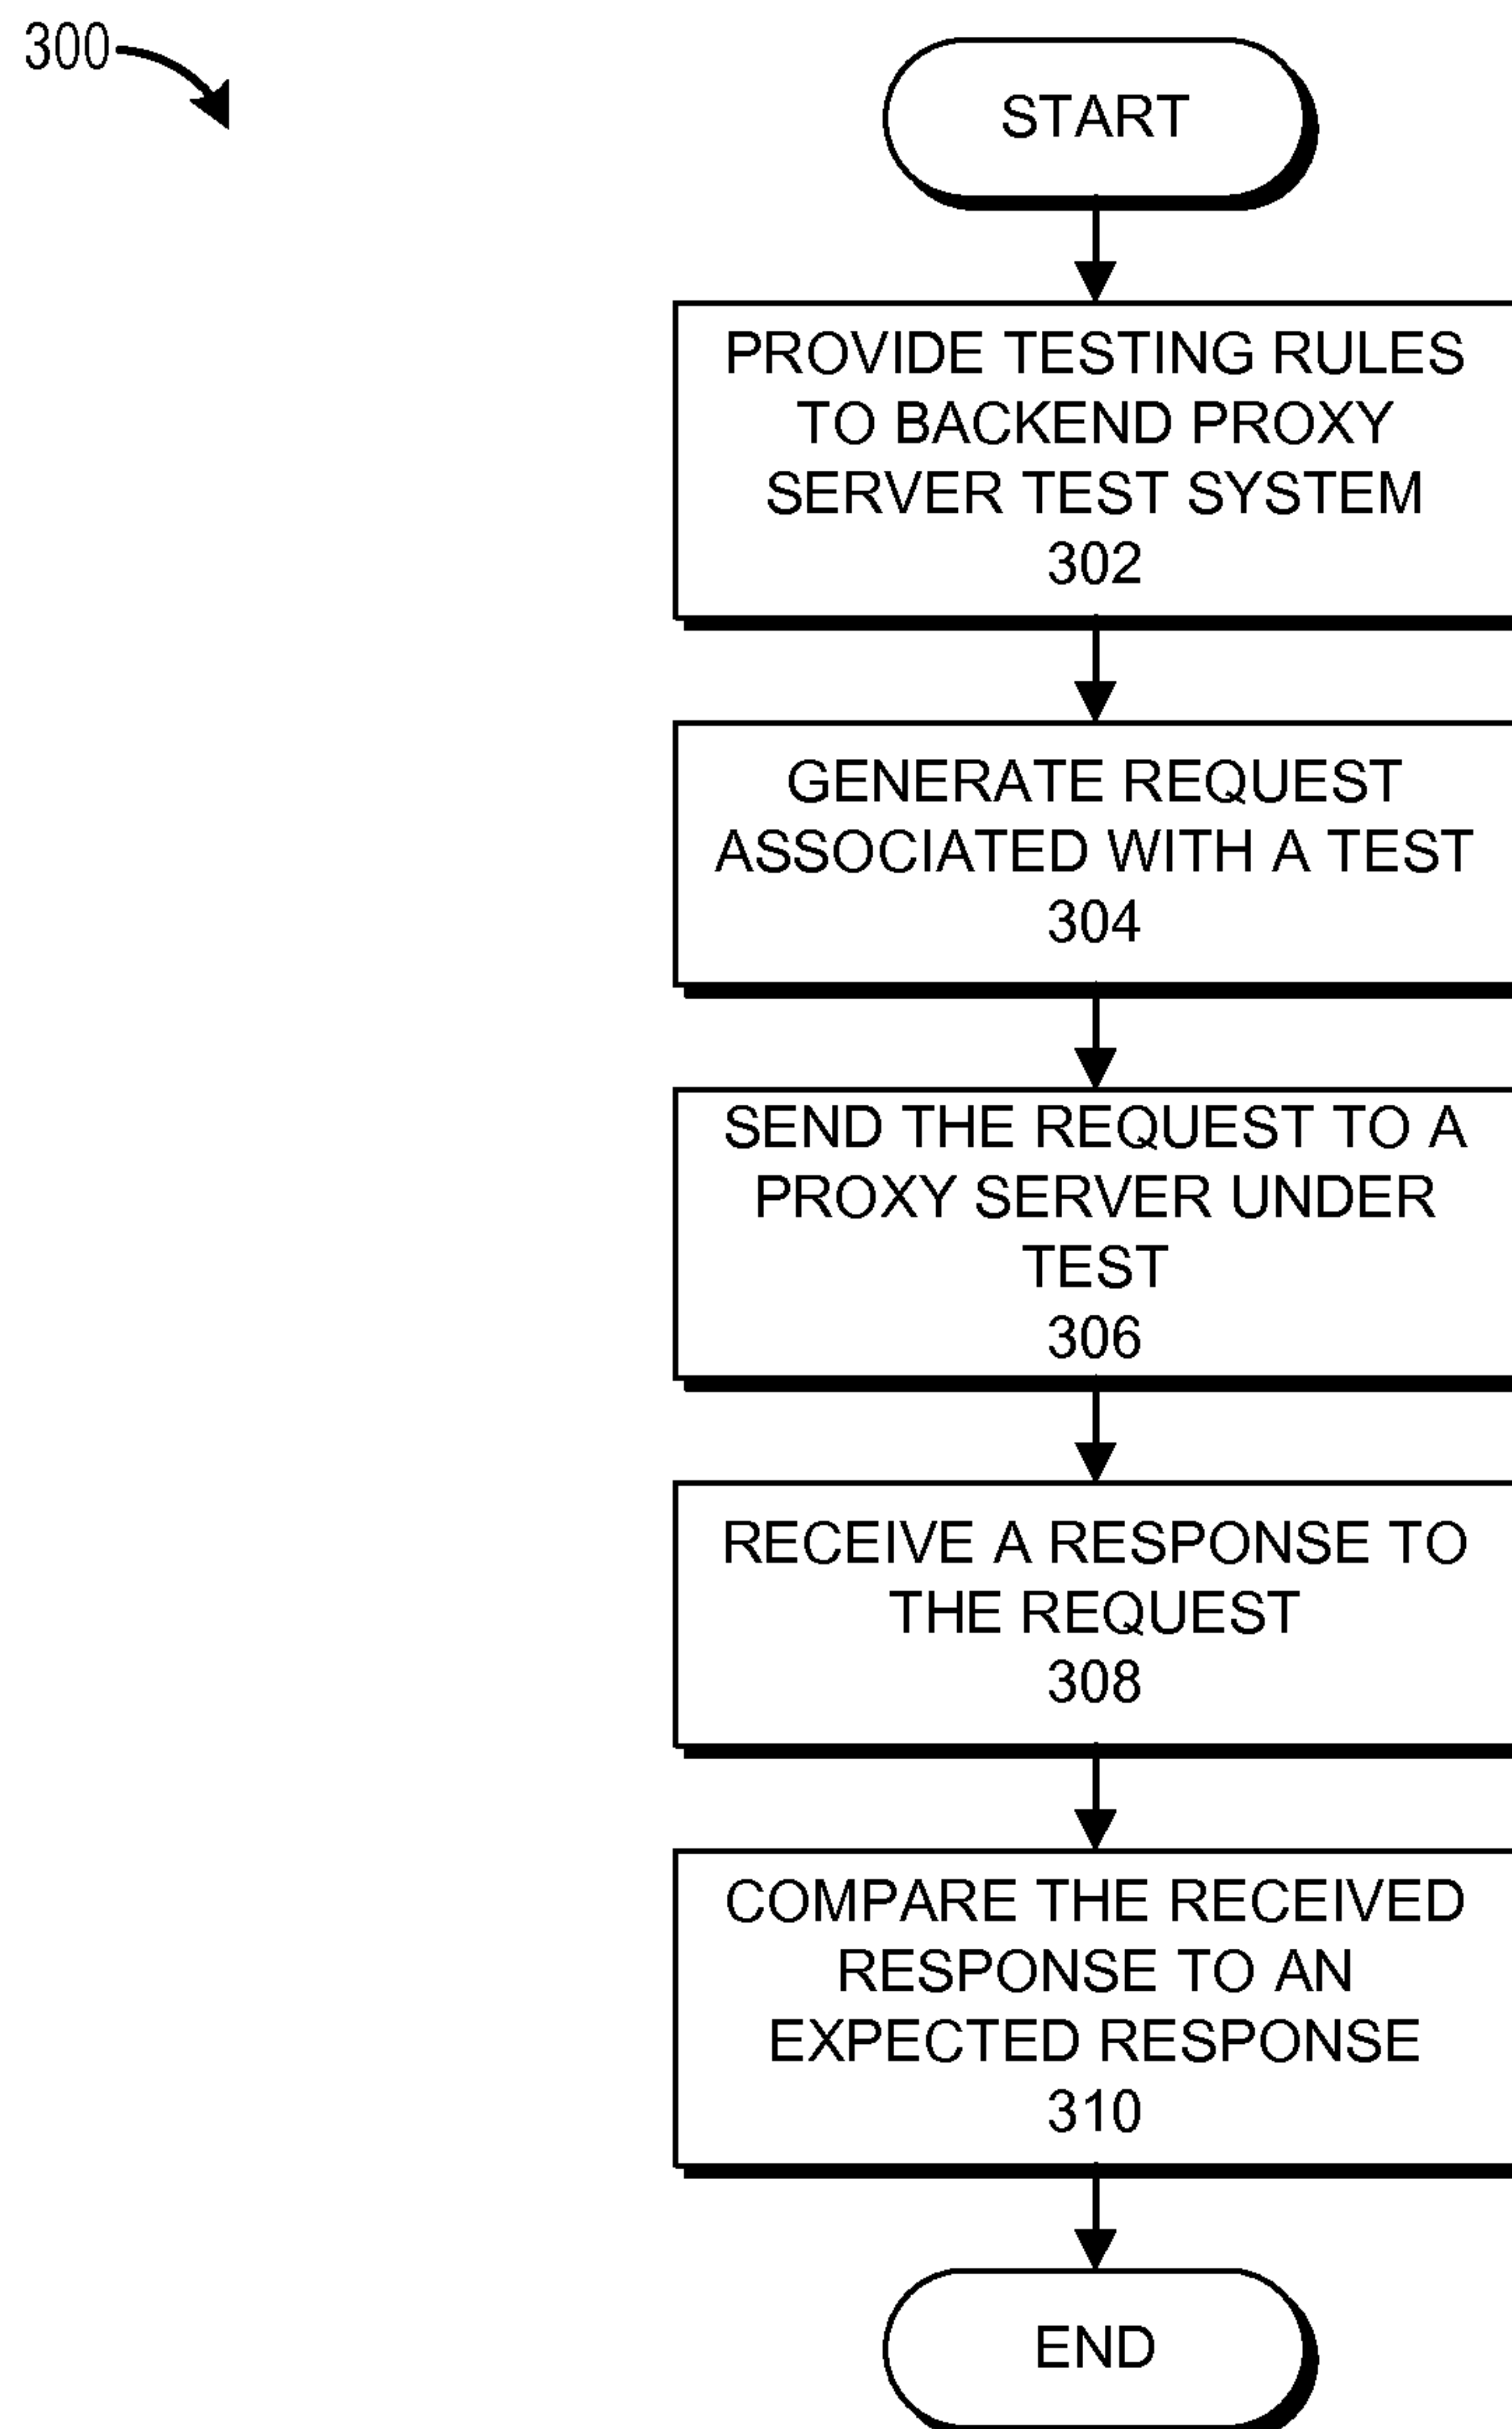 300
START
PROVIDE TESTING RULES
TO BACKEND PROXY
SERVER TEST SYSTEM
302
GENERATE REQUEST
ASSOCIATED WITH A TEST
304
SEND THE REQUEST TO A
PROXY SERVER UNDER
TEST
306
RECEIVE A RESPONSE TO
THE REQUEST
308
COMPARE THE RECEIVED
RESPONSE TO AN
EXPECTED RESPONSE
310
END